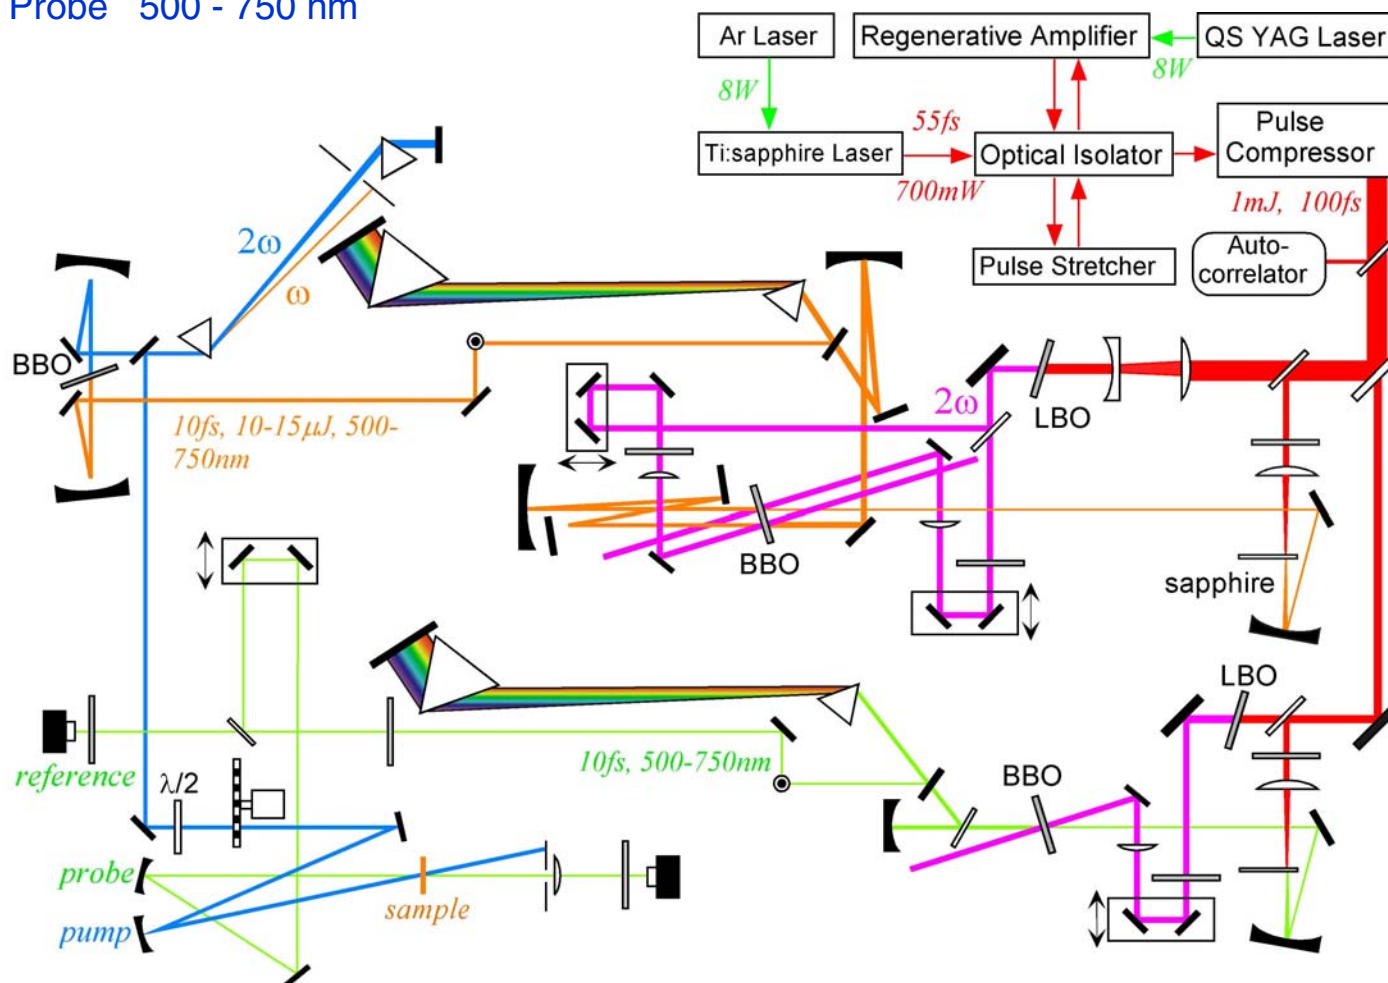 Probe 500 - 750 nm
Ar Laser
Regenerative Amplifier
QS YAG Laser
8W
8W
55fs
Ti:sapphire Laser
Optical Isolator
Pulse
Compressor
700mW
1mJ, 100fs
Auto-
correlator
Pulse Stretcher
2ω
ω
BBO
10fs, 10-15μJ, 500-
750nm
2ω
LBO
BBO
sapphire
LBO
reference
λ/2
10fs, 500-750nm
BBO
probe
sample
pump